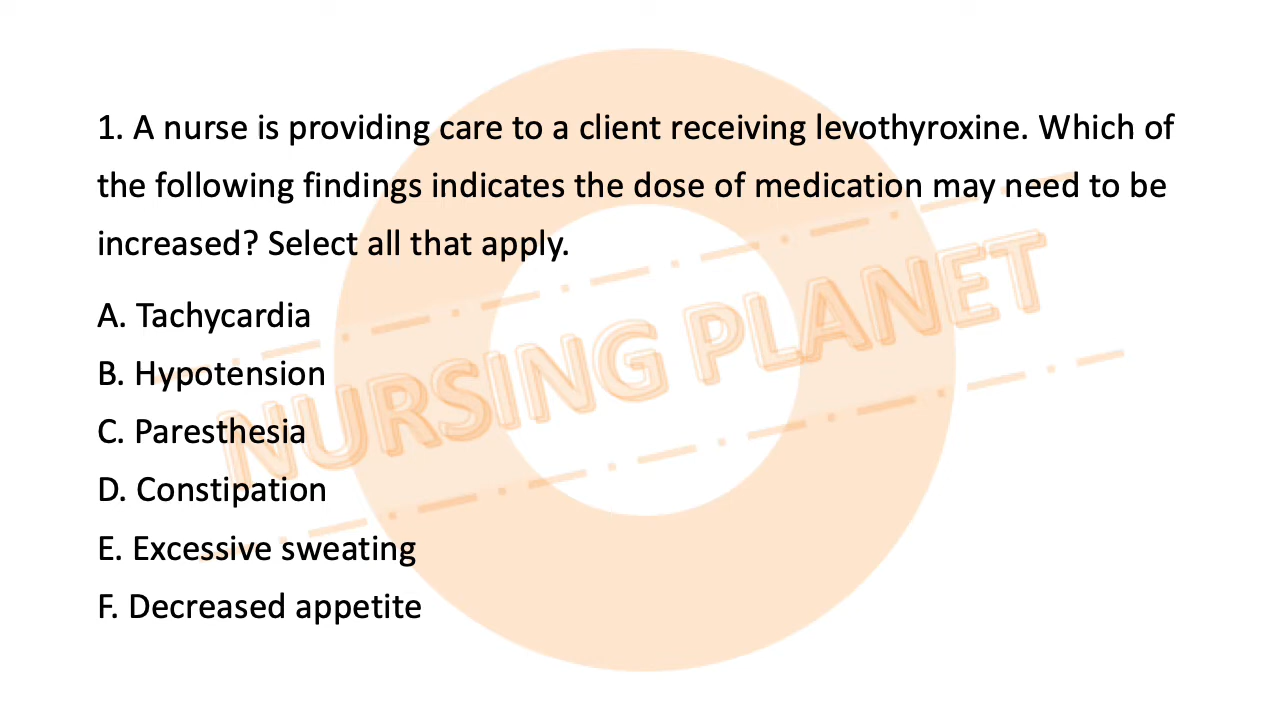 1. A nurse is providing care to a client receiving levothyroxine. Which of
the following findings indicates the dose of medication may need to be
increased? Select all that apply.
A. Tachycardia
B. Hypotension
C. Paresthesia
D. Constipation
E. Excessive sweating
F. Decreased appetite
NURSING PLANET